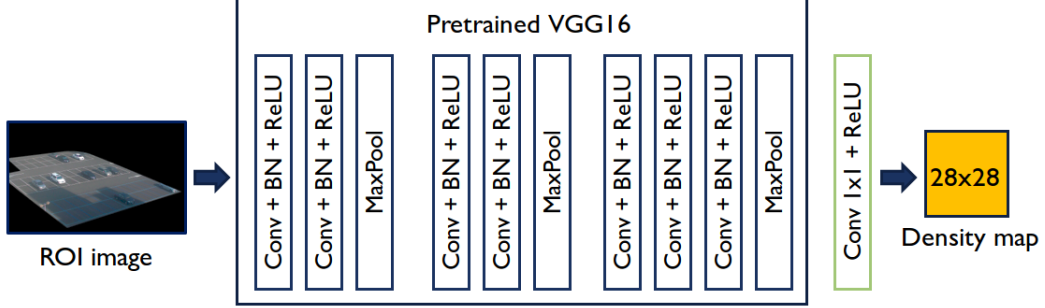 Pretrained VGG16
Conv + BN + ReLU
Conv + BN + ReLU
MaxPool
Conv + BN + ReLU
Conv + BN + ReLU
MaxPool
Conv + BN + ReLU
Conv + BN + ReLU
Conv + BN + ReLU
MaxPool
Conv 1x1 + ReLU
28x28
ROI image
Density map